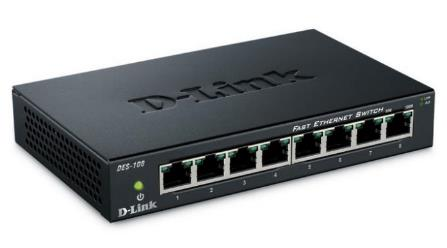 D-Link
FAST ETHERNET SWITCH
DES-108
1 2 3 4 5 6 7 8
D-Link